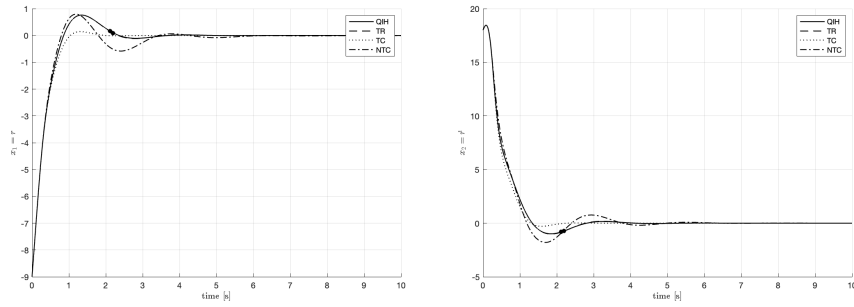 1
0
-1
-2
-3
-4
-5
-6
-7
-8
-9
0 1 2 3 4 5 6 7 8 9 10
time [s]
x₁ = r
QIH
TR
TC
NTC
20
15
10
5
0
-5
0 1 2 3 4 5 6 7 8 9 10
time [s]
x₂ = ṙ
QIH
TR
TC
NTC